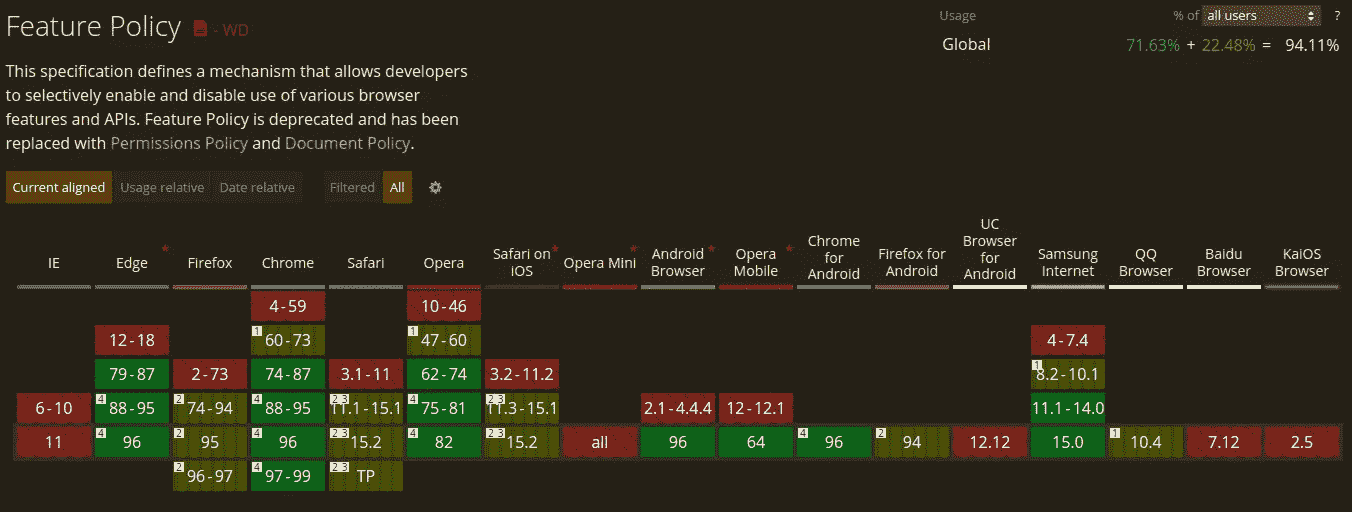 Feature Policy - WD
Usage % of all users ?
Global 71.63% + 22.48% = 94.11%
This specification defines a mechanism that allows developers
to selectively enable and disable use of various browser
features and APIs. Feature Policy is deprecated and has been
replaced with Permissions Policy and Document Policy.
Current aligned Usage relative Date relative Filtered All
IE
Edge *
Firefox
Chrome
Safari
Opera
Safari on *
iOS
Opera Mini *
Android *
Browser
Opera *
Mobile
Chrome
for
Android
Firefox for
Android
UC
Browser
for
Android
Samsung
Internet
QQ
Browser
Baidu
Browser
KaiOS
Browser
4-59 10-46
12-18 1 60-73 1 47-60 4-7.4
79-87 2-73 74-87 3.1-11 62-74 3.2-11.2 1 8.2-10.1
6-10 4 88-95 2 74-94 4 88-95 2 3 11.1-15.1 4 75-81 2 3 11.3-15.1 2.1-4.4.4 12-12.1 11.1-14.0
11 4 96 2 95 4 96 2 3 15.2 4 82 2 3 15.2 all 96 64 4 96 2 94 12.12 15.0 1 10.4 7.12 2.5
2 96-97 4 97-99 2 3 TP